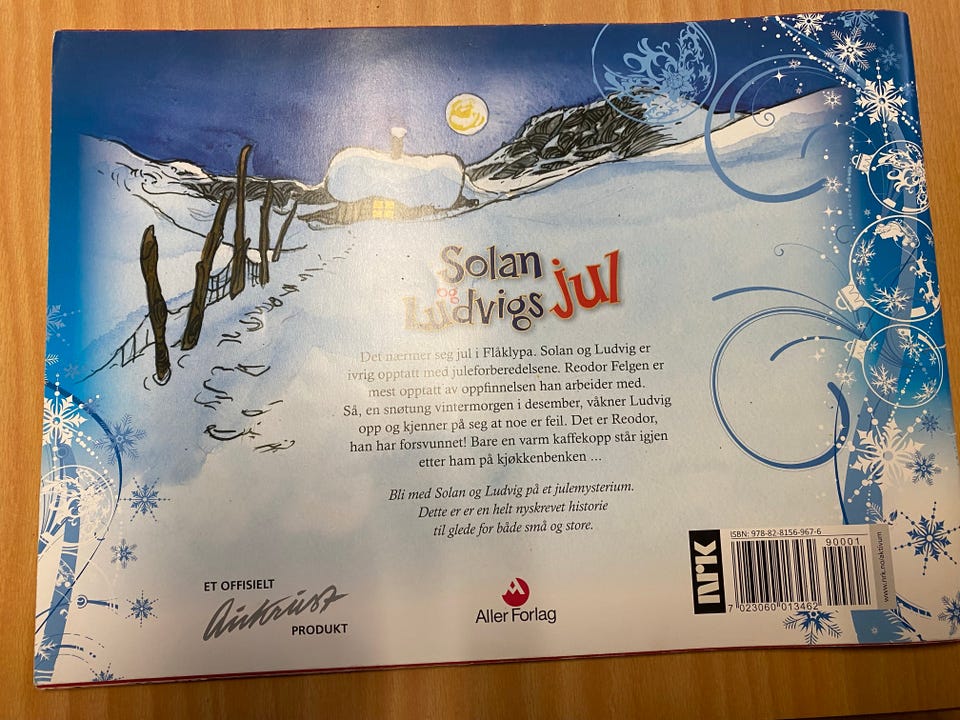 Solan
og
Ludvigs jul
Det nærmer seg jul i Flåklypa. Solan og Ludvig er
ivrig opptatt med juleforberedelsene. Reodor Felgen er
mest opptatt av oppfinnelsen han arbeider med.
Så, en snøtung vintermorgen i desember, våkner Ludvig
opp og kjenner på seg at noe er feil. Det er Reodor,
han har forsvunnet! Bare en varm kaffekopp står igjen
etter ham på kjøkkenbenken ...
Bli med Solan og Ludvig på et julemysterium.
Dette er er en helt nyskrevet historie
til glede for både små og store.
ET OFFISIELT
Aukrust
PRODUKT
Aller Forlag
nrk
ISBN: 978-82-8156-967-6
90001
7 023060 013462
www.nrk.no/aktivum